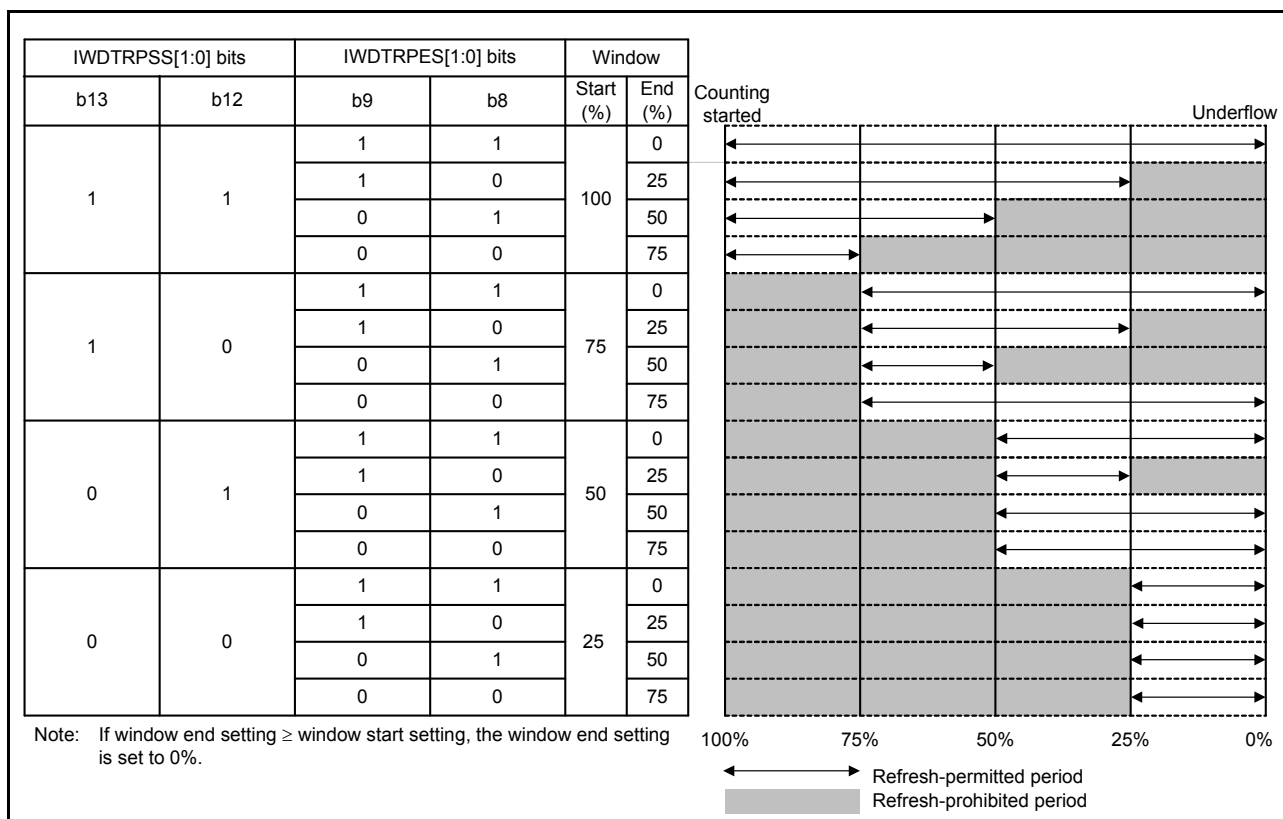 IWDTRPSS[1:0] bits IWDTRPES[1:0] bits Window
b13 b12 b9 b8 Start (%) End (%)
Counting started Underflow
1 1 0
1 0 25
1 1 100
0 1 50
0 0 75
1 1 0
1 0 25
1 0 75
0 1 50
0 0 75
1 1 0
1 0 25
0 1 50
0 1 50
0 0 75
1 1 0
1 0 25
0 0 25
0 1 50
0 0 75
Note: If window end setting ≥ window start setting, the window end setting
is set to 0%.
100% 75% 50% 25% 0%
Refresh-permitted period
Refresh-prohibited period